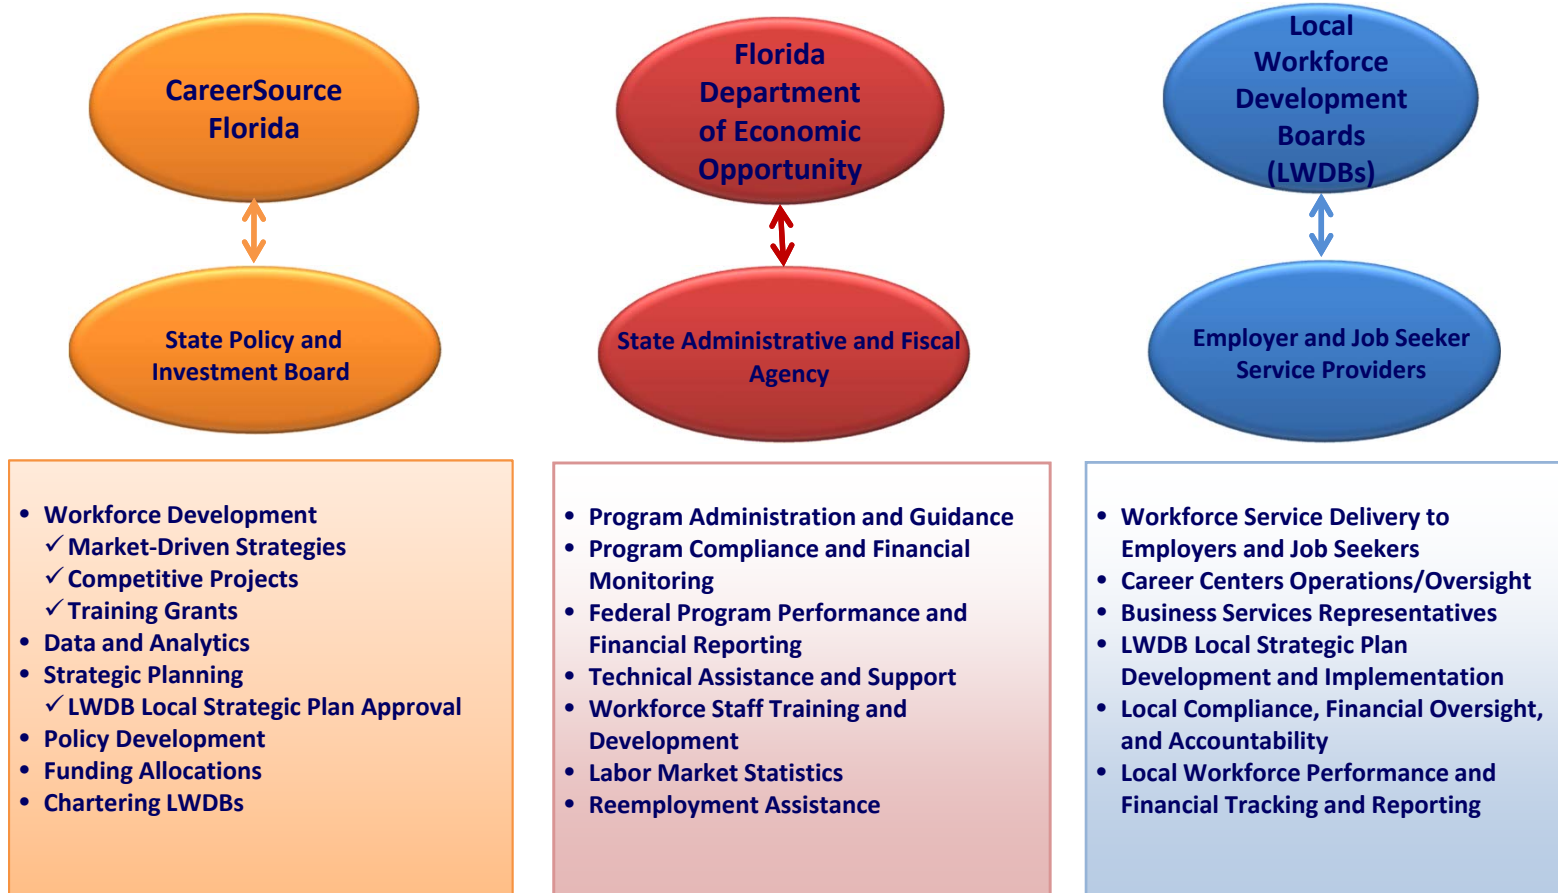 CareerSource
Florida
State Policy and
Investment Board
• Workforce Development
✓ Market-Driven Strategies
✓ Competitive Projects
✓ Training Grants
• Data and Analytics
• Strategic Planning
✓ LWDB Local Strategic Plan Approval
• Policy Development
• Funding Allocations
• Chartering LWDBs
Florida
Department
of Economic
Opportunity
State Administrative and Fiscal
Agency
• Program Administration and Guidance
• Program Compliance and Financial
Monitoring
• Federal Program Performance and
Financial Reporting
• Technical Assistance and Support
• Workforce Staff Training and
Development
• Labor Market Statistics
• Reemployment Assistance
Local
Workforce
Development
Boards
(LWDBs)
Employer and Job Seeker
Service Providers
• Workforce Service Delivery to
Employers and Job Seekers
• Career Centers Operations/Oversight
• Business Services Representatives
• LWDB Local Strategic Plan
Development and Implementation
• Local Compliance, Financial Oversight,
and Accountability
• Local Workforce Performance and
Financial Tracking and Reporting